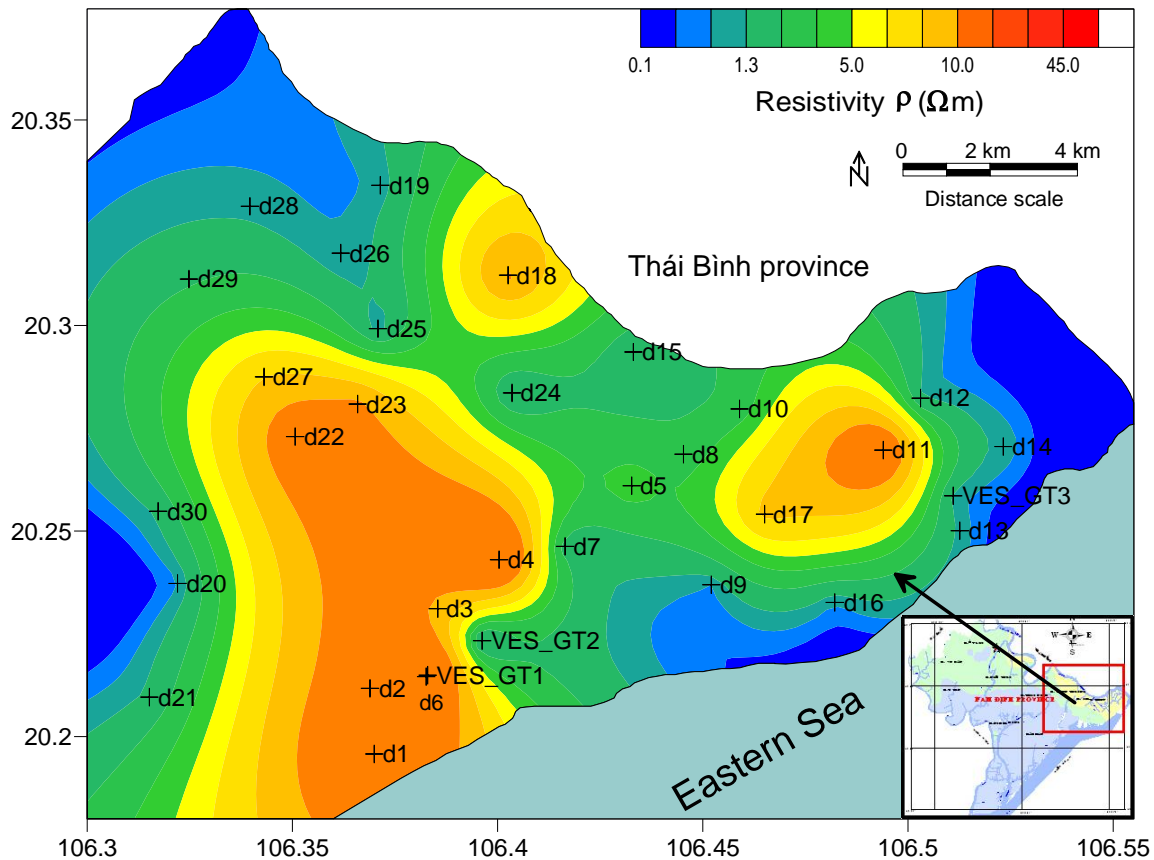 0.1 1.3 5.0 10.0 45.0
Resistivity ρ (Ωm)
20.35
N
0 2 km 4 km
Distance scale
d19
d28
d26
Thái Bình province
d29
d18
20.3
d25
d15
d27
d24
d12
d23
d10
d22
d11
d14
d8
d5
VES_GT3
d30
d17
20.25
d13
d7
d4
d20
d9
d3
d16
VES_GT2
W E
S
VES_GT1
d2
d21
d6
NAM ĐỊNH PROVINCE
20.2
d1
Eastern Sea
106.3 106.35 106.4 106.45 106.5 106.55